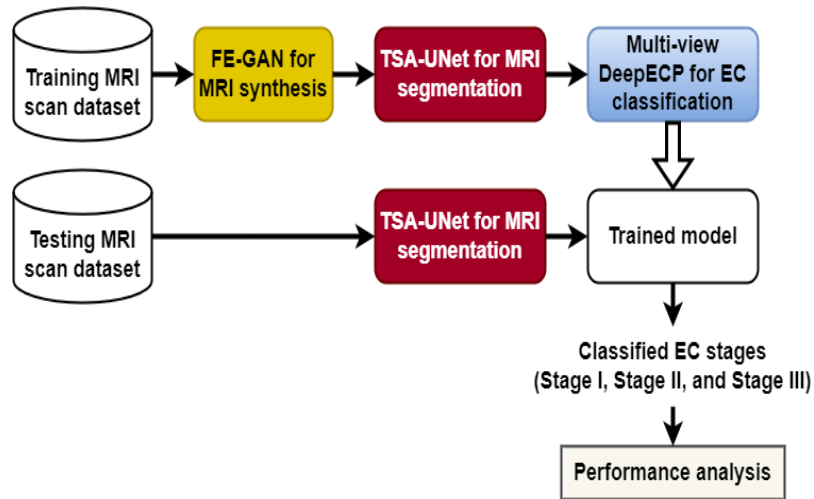 Training MRI
scan dataset
FE-GAN for
MRI synthesis
TSA-UNet for MRI
segmentation
Multi-view
DeepECP for EC
classification
Testing MRI
scan dataset
TSA-UNet for MRI
segmentation
Trained model
Classified EC stages
(Stage I, Stage II, and Stage III)
Performance analysis